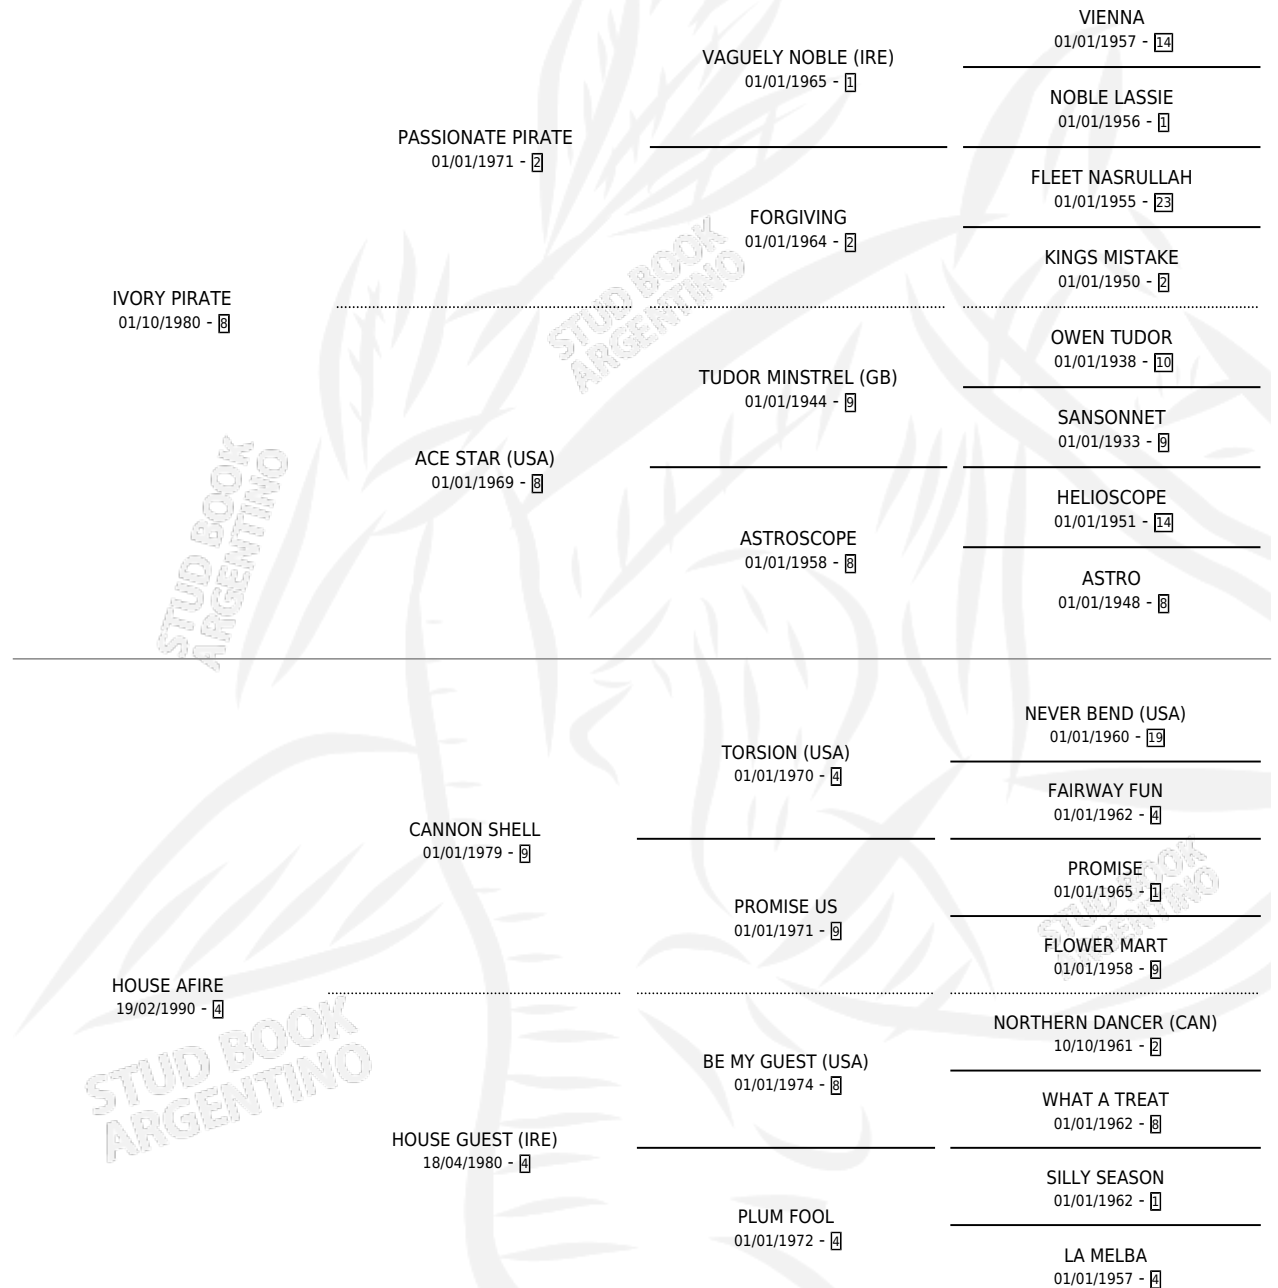 VIENNA
01/01/1957 - 14
VAGUELY NOBLE (IRE)
01/01/1965 - 1
NOBLE LASSIE
01/01/1956 - 1
PASSIONATE PIRATE
01/01/1971 - 2
FLEET NASRULLAH
01/01/1955 - 23
FORGIVING
01/01/1964 - 2
KINGS MISTAKE
01/01/1950 - 2
IVORY PIRATE
01/10/1980 - 8
OWEN TUDOR
01/01/1938 - 10
TUDOR MINSTREL (GB)
01/01/1944 - 9
SANSONNET
01/01/1933 - 9
ACE STAR (USA)
01/01/1969 - 8
HELIOSCOPE
01/01/1951 - 14
ASTROSCOPE
01/01/1958 - 8
ASTRO
01/01/1948 - 8
STUD BOOK
ARGENTINO
STUD BOOK
ARGENTINO
NEVER BEND (USA)
01/01/1960 - 19
TORSION (USA)
01/01/1970 - 4
FAIRWAY FUN
01/01/1962 - 4
CANNON SHELL
01/01/1979 - 9
PROMISE
01/01/1965 - 1
PROMISE US
01/01/1971 - 9
FLOWER MART
01/01/1958 - 9
STUD BOOK
ARGENTINO
HOUSE AFIRE
19/02/1990 - 4
NORTHERN DANCER (CAN)
10/10/1961 - 2
BE MY GUEST (USA)
01/01/1974 - 8
WHAT A TREAT
01/01/1962 - 8
HOUSE GUEST (IRE)
18/04/1980 - 4
SILLY SEASON
01/01/1962 - 1
PLUM FOOL
01/01/1972 - 4
LA MELBA
01/01/1957 - 4
STUD BOOK
ARGENTINO